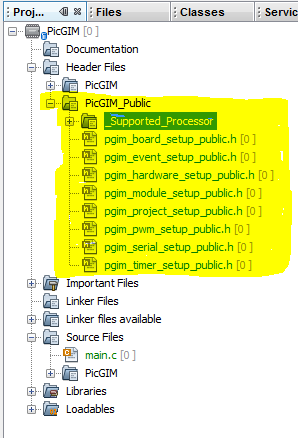 Proj...
Files
Classes
Servic
PicGIM [0]
Documentation
Header Files
PicGIM
PicGIM_Public
_Supported_Processor
pgim_board_setup_public.h [0]
pgim_event_setup_public.h [0]
pgim_hardware_setup_public.h [0]
pgim_module_setup_public.h [0]
pgim_project_setup_public.h [0]
pgim_pwm_setup_public.h [0]
pgim_serial_setup_public.h [0]
pgim_timer_setup_public.h [0]
Important Files
Linker Files
Linker files available
Source Files
main.c [0]
PicGIM
Libraries
Loadables